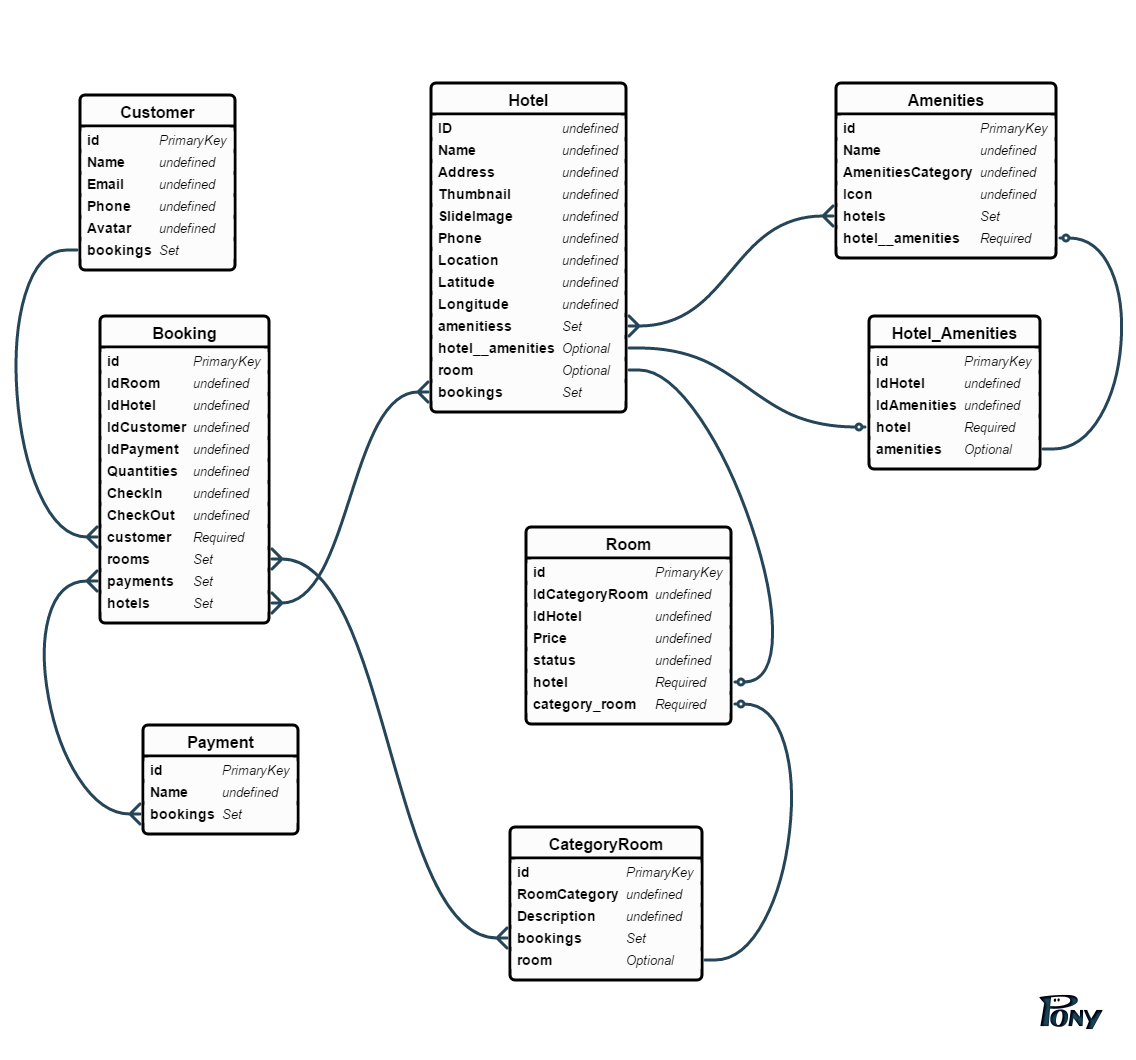 Customer
id PrimaryKey
Name undefined
Email undefined
Phone undefined
Avatar undefined
bookings Set
Hotel
ID undefined
Name undefined
Address undefined
Thumbnail undefined
SlideImage undefined
Phone undefined
Location undefined
Latitude undefined
Longitude undefined
amenitiess Set
hotel__amenities Optional
room Optional
bookings Set
Amenities
id PrimaryKey
Name undefined
AmenitiesCategory undefined
Icon undefined
hotels Set
hotel__amenities Required
Booking
id PrimaryKey
IdRoom undefined
IdHotel undefined
IdCustomer undefined
IdPayment undefined
Quantities undefined
CheckIn undefined
CheckOut undefined
customer Required
rooms Set
payments Set
hotels Set
Hotel_Amenities
id PrimaryKey
IdHotel undefined
IdAmenities undefined
hotel Required
amenities Optional
Room
id PrimaryKey
IdCategoryRoom undefined
IdHotel undefined
Price undefined
status undefined
hotel Required
category_room Required
Payment
id PrimaryKey
Name undefined
bookings Set
CategoryRoom
id PrimaryKey
RoomCategory undefined
Description undefined
bookings Set
room Optional
PONY